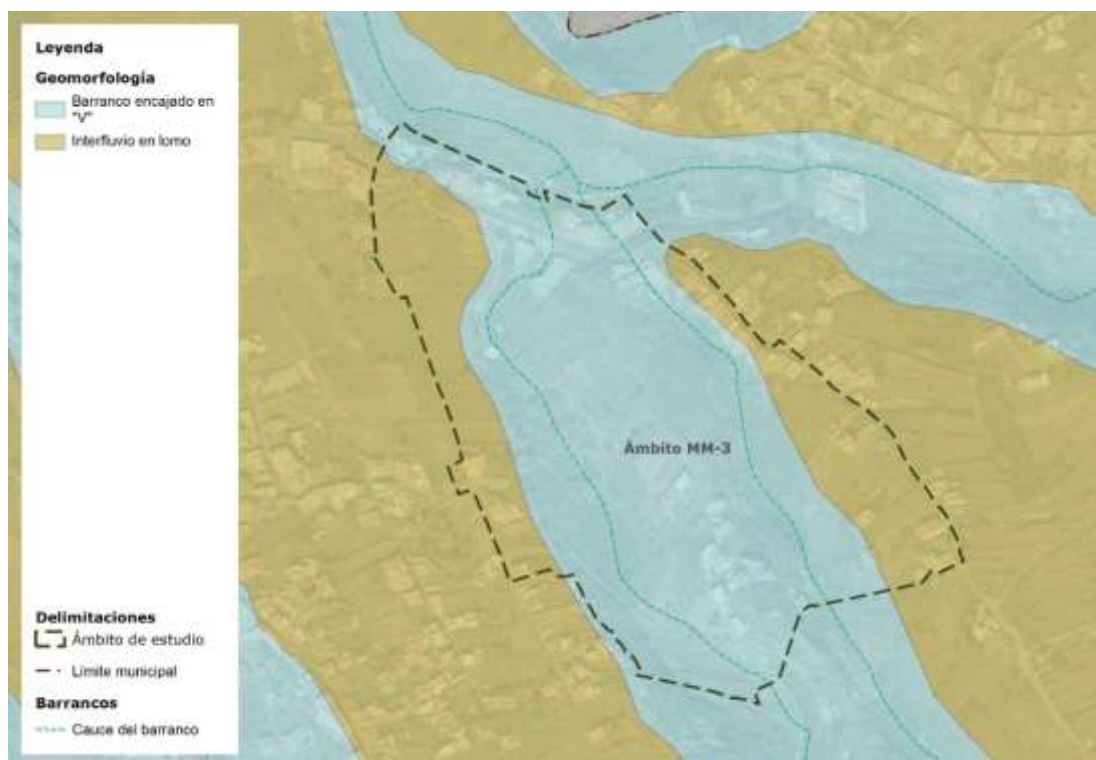 Leyenda
Geomorfología
Barranco encajado en
"V"
Interfluvio en lomo
Ámbito MM-3
Delimitaciones
Ámbito de estudio
Límite municipal
Barrancos
Cauce del barranco